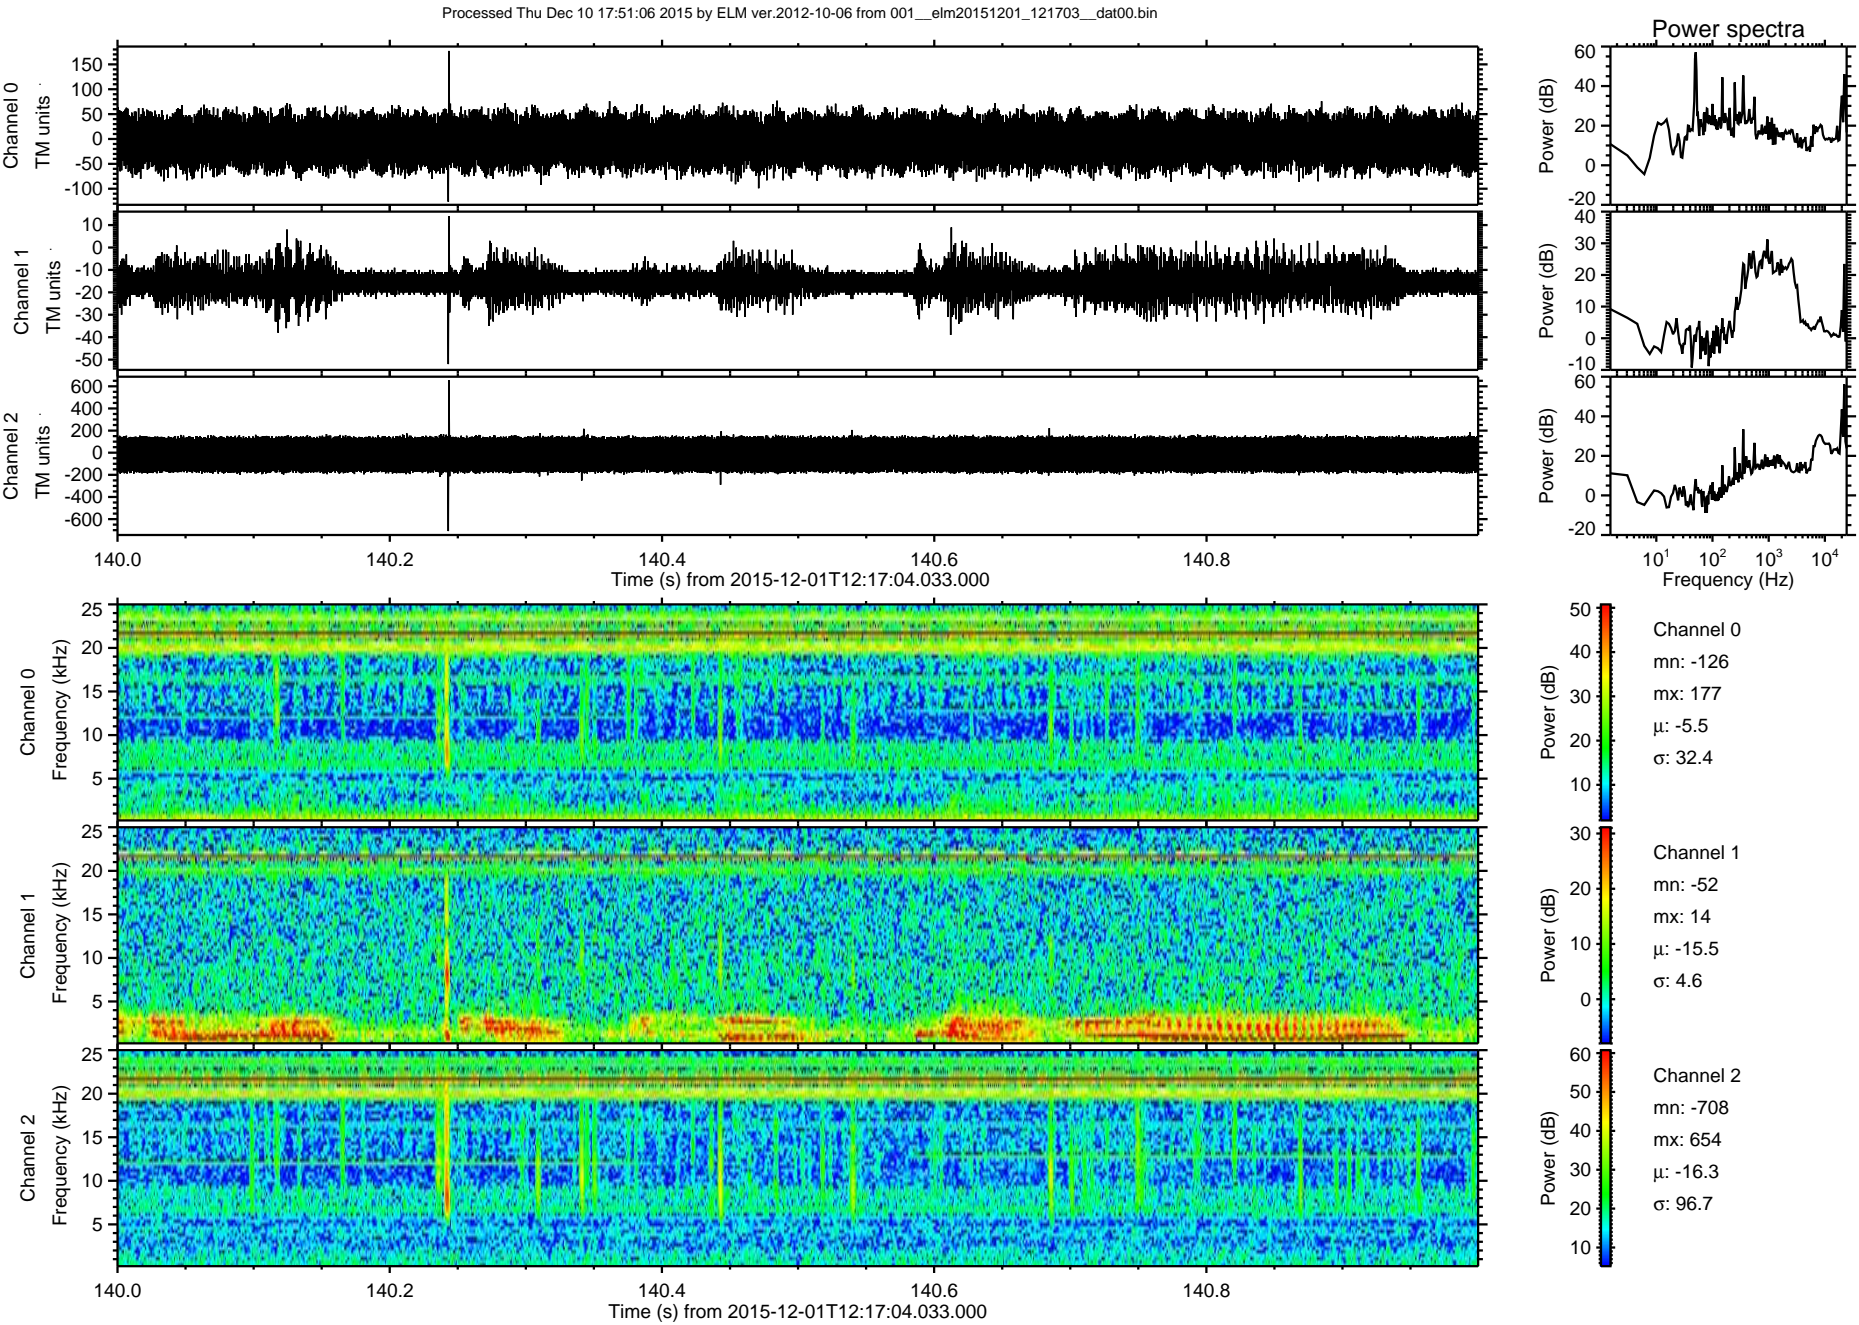 Processed Thu Dec 10 17:51:06 2015 by ELM ver.2012-10-06 from 001__elm20151201_121703__dat00.bin
Power spectra
Channel 0
TM units
150
100
50
0
-50
-100
Power (dB)
60
40
20
0
-20
Channel 1
TM units
10
0
-10
-20
-30
-40
-50
Power (dB)
40
30
20
10
0
-10
Channel 2
TM units
600
400
200
0
-200
-400
-600
Power (dB)
60
40
20
0
-20
140.0 140.2 140.4 140.6 140.8
Time (s) from 2015-12-01T12:17:04.033.000
10¹ 10² 10³ 10⁴
Frequency (Hz)
Channel 0
Frequency (kHz)
25
20
15
10
5
Power (dB)
50
40
30
20
10
Channel 0
mn: -126
mx: 177
μ: -5.5
σ: 32.4
Channel 1
Frequency (kHz)
25
20
15
10
5
Power (dB)
30
20
10
0
Channel 1
mn: -52
mx: 14
μ: -15.5
σ: 4.6
Channel 2
Frequency (kHz)
25
20
15
10
5
Power (dB)
60
50
40
30
20
10
Channel 2
mn: -708
mx: 654
μ: -16.3
σ: 96.7
140.0 140.2 140.4 140.6 140.8
Time (s) from 2015-12-01T12:17:04.033.000